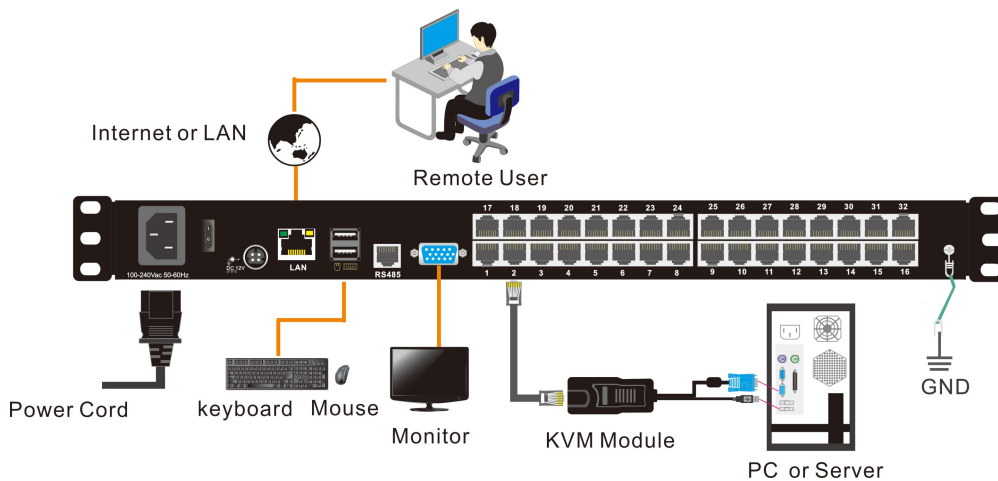 Internet or LAN
Remote User
17 18 19 20 21 22 23 24 25 26 27 28 29 30 31 32
100-240Vac 50-60Hz
DC 12V
LAN
RS485
1 2 3 4 5 6 7 8 9 10 11 12 13 14 15 16
Power Cord
keyboard Mouse
Monitor
KVM Module
PC or Server
GND